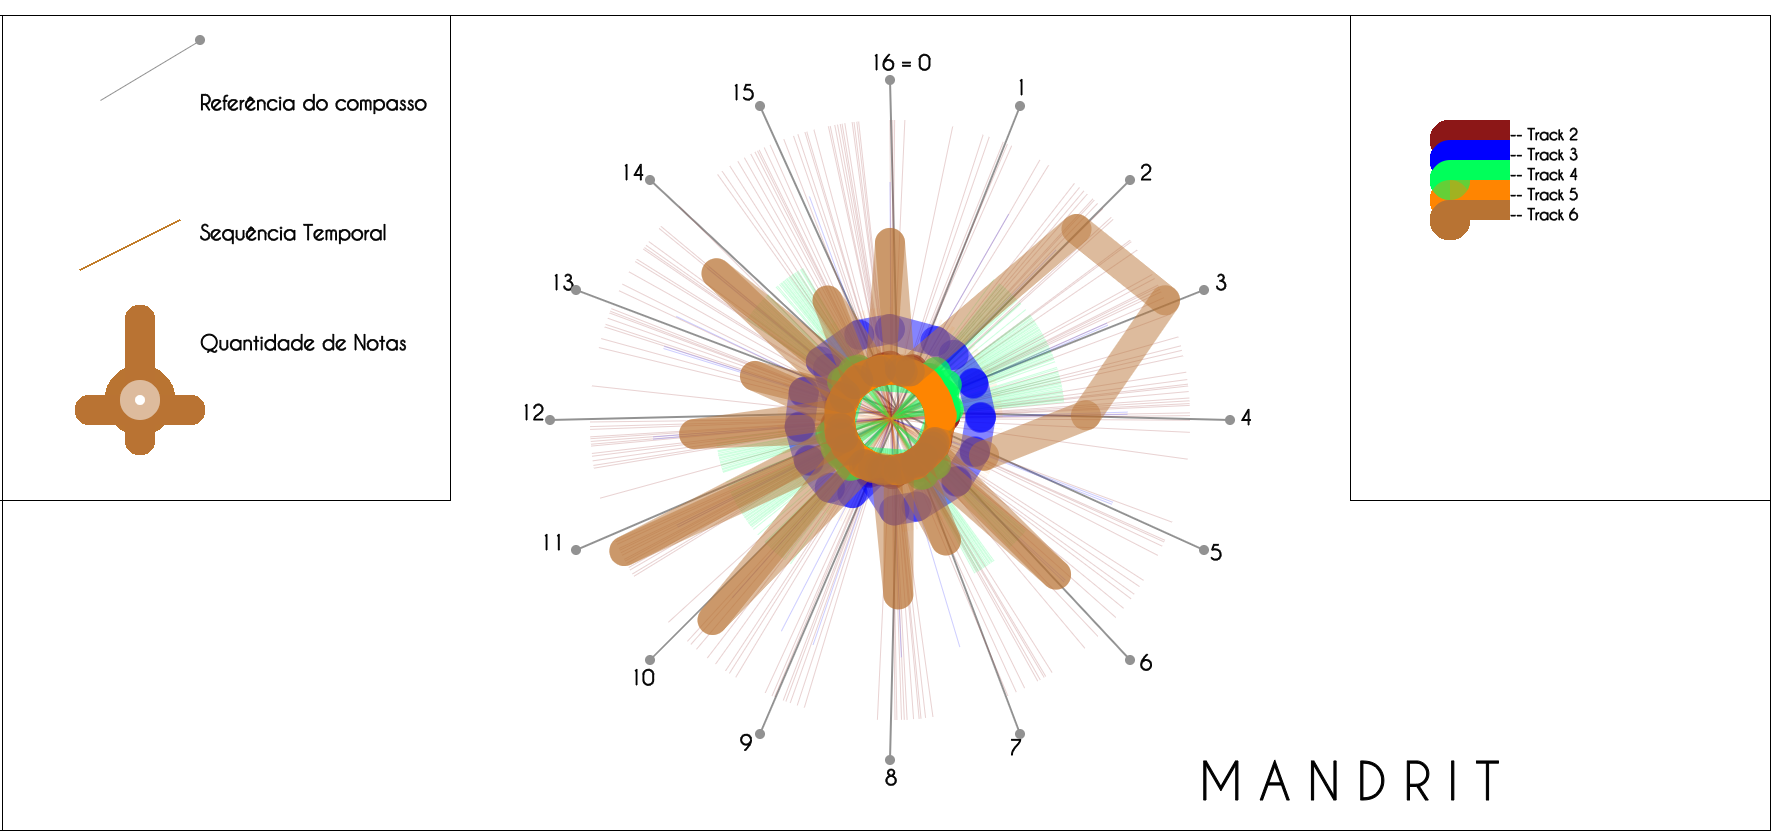 Referência do compasso
Sequência Temporal
Quantidade de Notas
16 = 0
1
2
3
4
5
6
7
8
9
10
11
12
13
14
15
-- Track 2
-- Track 3
-- Track 4
-- Track 5
-- Track 6
MANDRIT